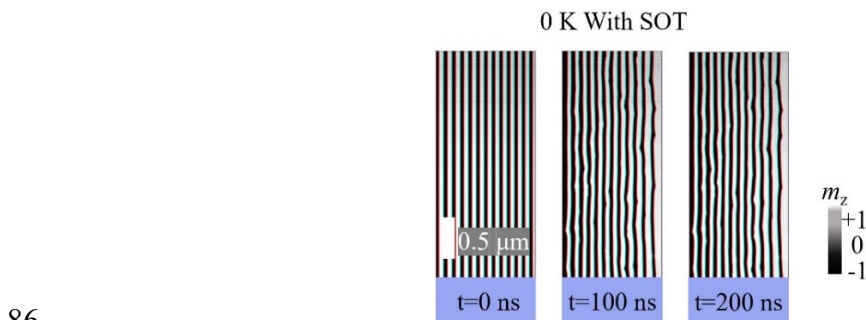 0 K With SOT
0.5 μm
t=0 ns t=100 ns t=200 ns
m_z
+1
0
-1
86